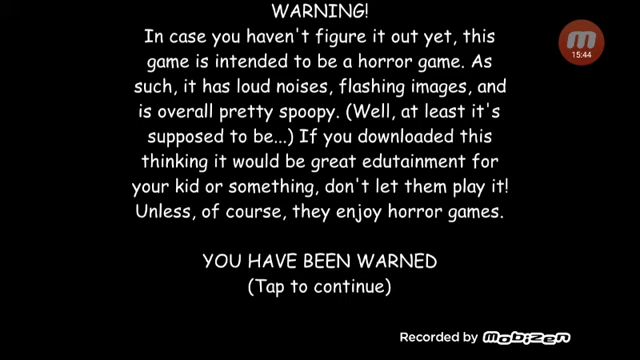 WARNING!
In case you haven't figure it out yet, this
game is intended to be a horror game. As
such, it has loud noises, flashing images, and
is overall pretty spoopy. (Well, at least it's
supposed to be...) If you downloaded this
thinking it would be great edutainment for
your kid or something, don't let them play it!
Unless, of course, they enjoy horror games.
YOU HAVE BEEN WARNED
(Tap to continue)
15:44
Recorded by mobizen